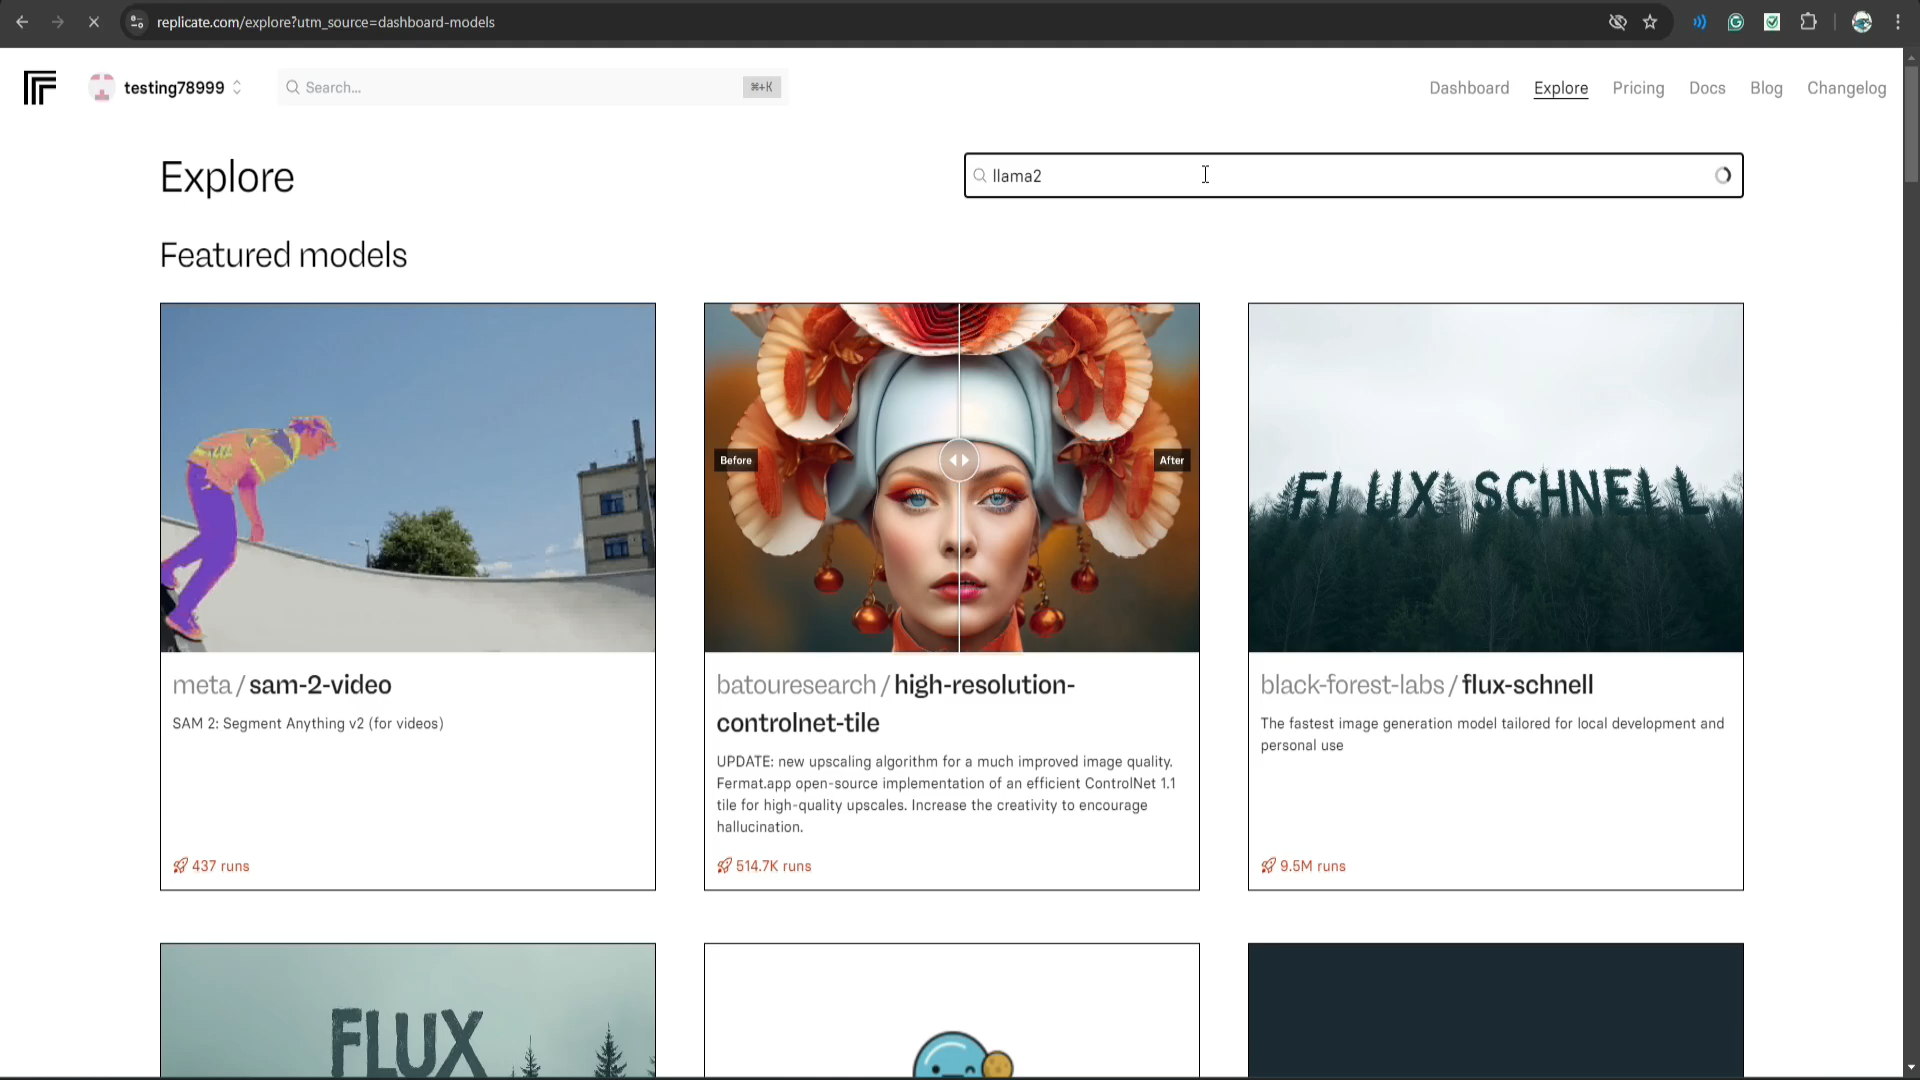 replicate.com/explore?utm_source=dashboard-models
testing78999
Search...
⌘+K
Dashboard
Explore
Pricing
Docs
Blog
Changelog
Explore
llama2
Featured models
Before
After
FLUX SCHNELL
meta / sam-2-video
SAM 2: Segment Anything v2 (for videos)
437 runs
batouresearch / high-resolution-
controlnet-tile
UPDATE: new upscaling algorithm for a much improved image quality.
Fermat.app open-source implementation of an efficient ControlNet 1.1
tile for high-quality upscales. Increase the creativity to encourage
hallucination.
514.7K runs
black-forest-labs / flux-schnell
The fastest image generation model tailored for local development and
personal use
9.5M runs
FLUX